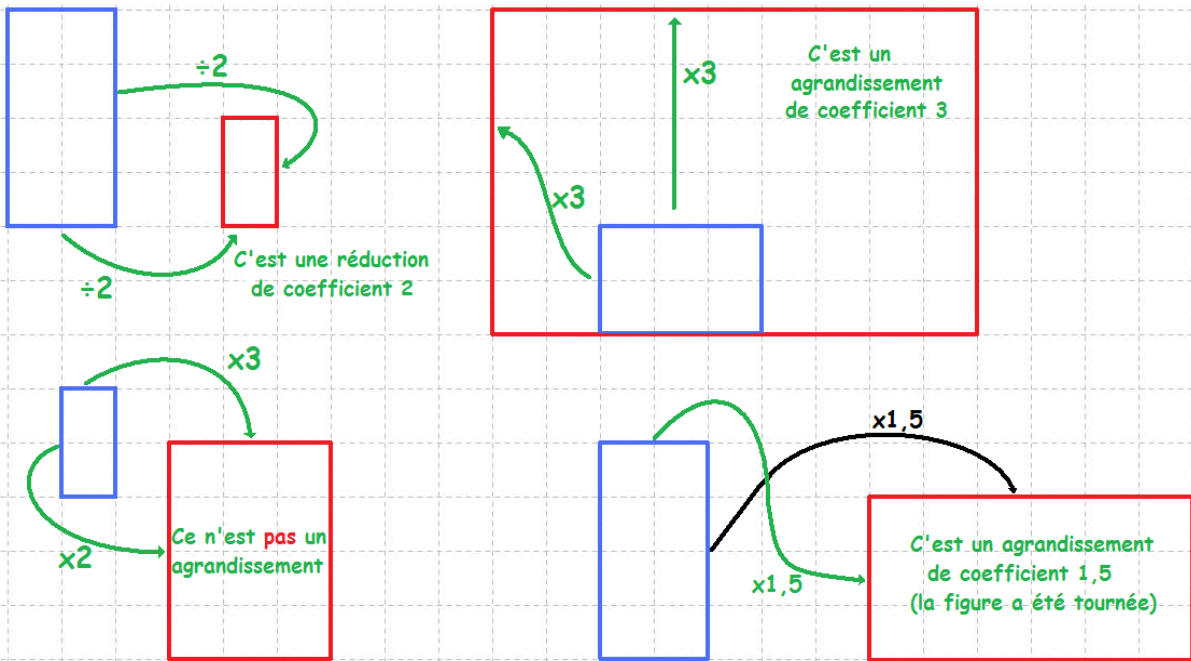 ÷2
÷2
C'est une réduction
de coefficient 2
x3
x3
C'est un
agrandissement
de coefficient 3
x3
x2
Ce n'est pas un
agrandissement
x1,5
x1,5
C'est un agrandissement
de coefficient 1,5
(la figure a été tournée)